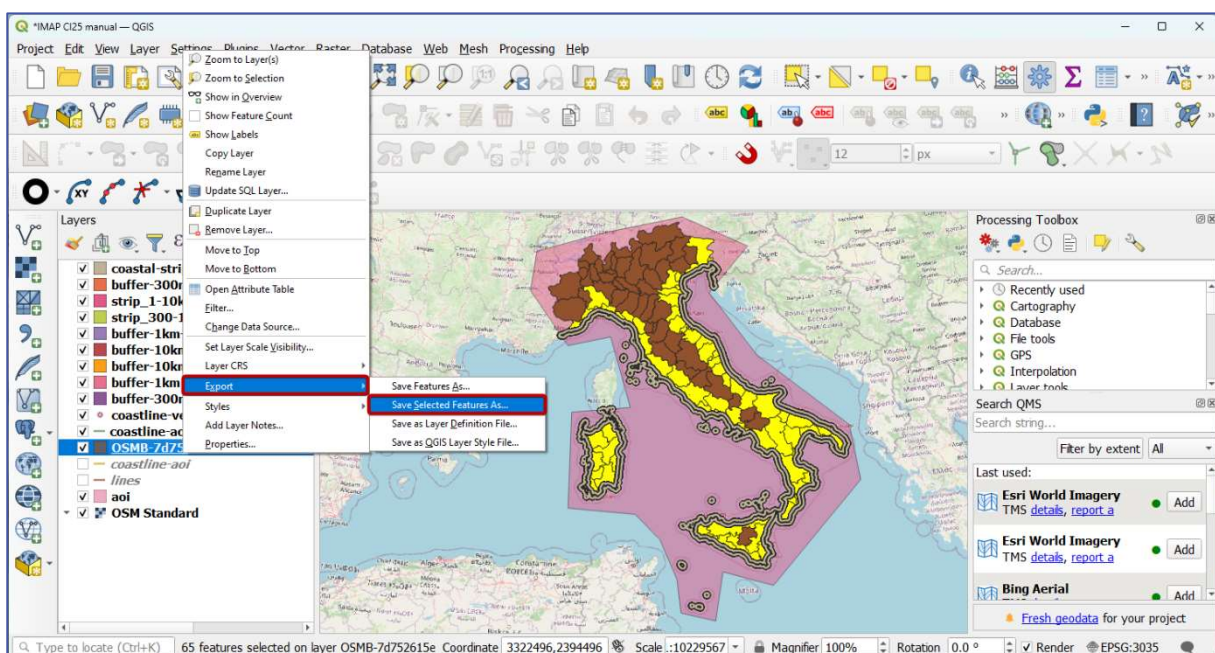 *IMAP CI25 manual — QGIS
Project Edit View Layer Settings Plugins Vector Raster Database Web Mesh Processing Help
12 px
Zoom to Layer(s)
Zoom to Selection
Show in Overview
Show Feature Count
Show Labels
Copy Layer
Rename Layer
Update SQL Layer...
Duplicate Layer
Remove Layer...
Move to Top
Move to Bottom
Open Attribute Table
Filter...
Change Data Source...
Set Layer Scale Visibility...
Layer CRS
Export
Styles
Add Layer Notes...
Properties...
Save Features As...
Save Selected Features As...
Save as Layer Definition File...
Save as QGIS Layer Style File...
Layers
coastal-stri
buffer-300
strip_1-10k
strip_300-1
buffer-1km
buffer-10km
buffer-10km
buffer-1km
buffer-300
coastline-ve
coastline-ao
OSMB-7d75
coastline-aoi
lines
aoi
OSM Standard
Processing Toolbox
Search...
Recently used
Cartography
Database
File tools
GPS
Interpolation
Layer tools
Search QMS
Search string...
Filter by extent All
Last used:
Esri World Imagery
TMS details, report a
Add
Esri World Imagery
TMS details, report a
Add
Bing Aerial
TMS details, report a
Add
Fresh geodata for your project
Type to locate (Ctrl+K) 65 features selected on layer OSMB-7d752615e Coordinate 3322496,2394496 Scale :10229567 Magnifier 100% Rotation 0.0 ° Render EPSG:3035